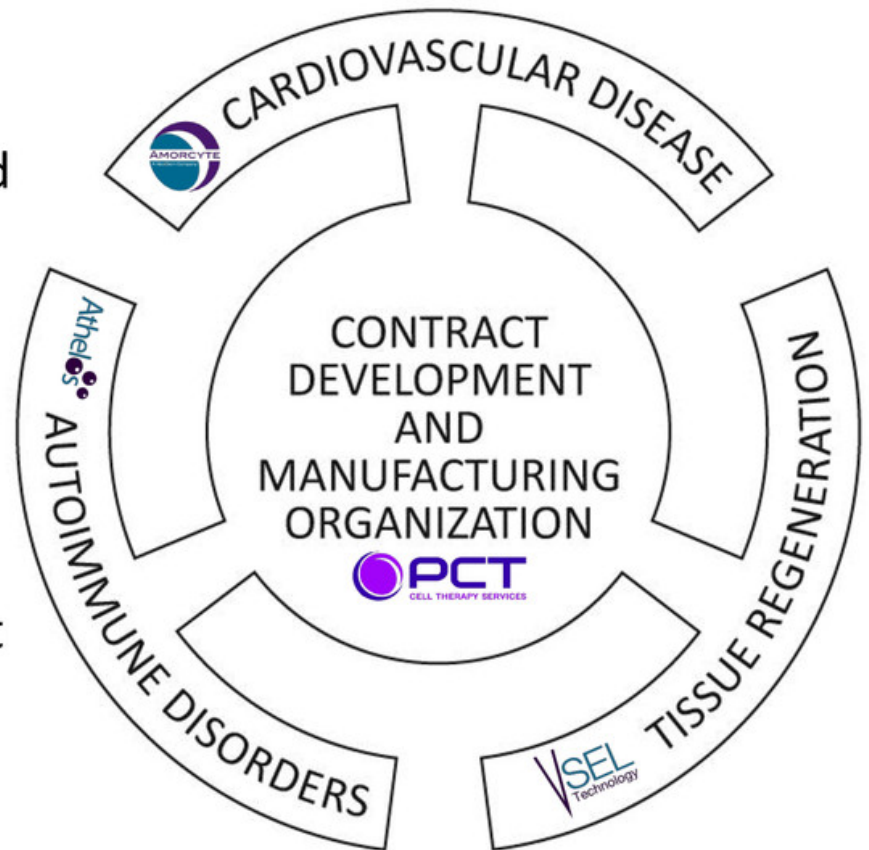 CARDIOVASCULAR DISEASE
AMORCYTE
d
Athelos
AUTOIMMUNE DISORDERS
CONTRACT
DEVELOPMENT
AND
MANUFACTURING
ORGANIZATION
PCT
CELL THERAPY SERVICES
TISSUE REGENERATION
VSEL
Technology
t